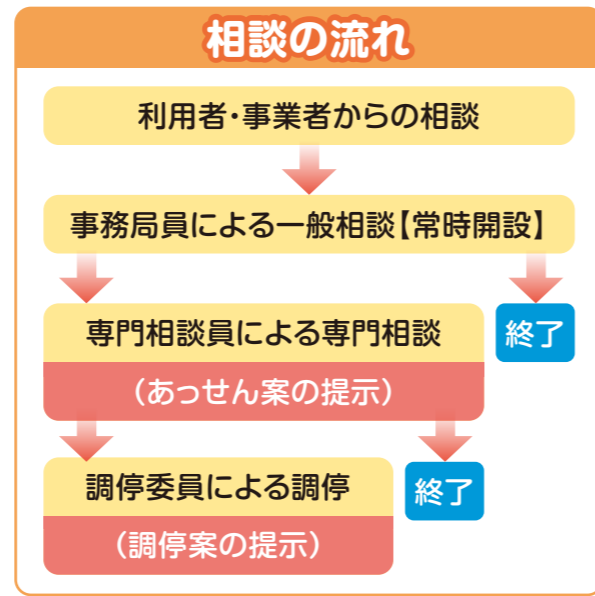 相談の流れ
利用者・事業者からの相談
事務局員による一般相談【常時開設】
専門相談員による専門相談
終了
(あっせん案の提示)
調停委員による調停
終了
(調停案の提示)